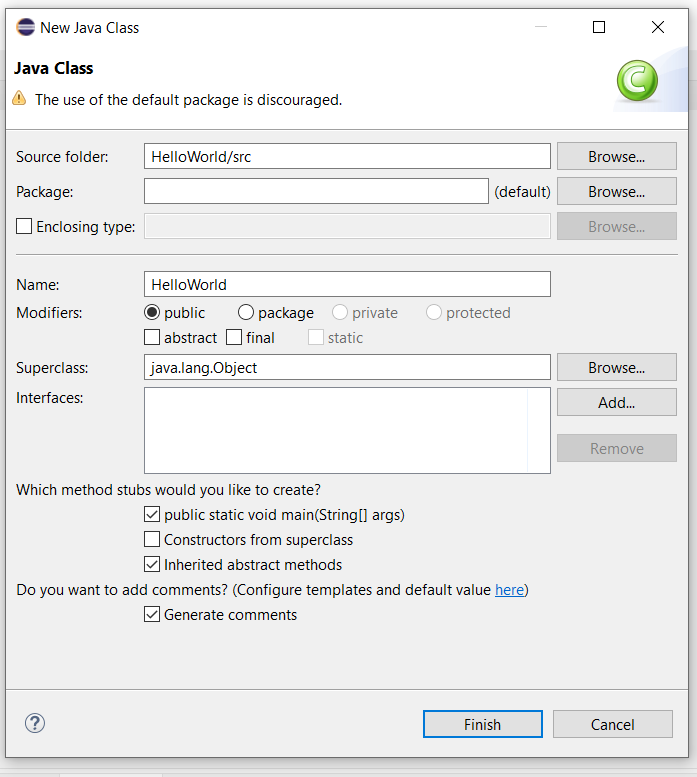 New Java Class
Java Class
The use of the default package is discouraged.
Source folder: HelloWorld/src Browse...
Package: (default) Browse...
Enclosing type: Browse...
Name: HelloWorld
Modifiers: public package private protected
abstract final static
Superclass: java.lang.Object Browse...
Interfaces: Add...
Remove
Which method stubs would you like to create?
public static void main(String[] args)
Constructors from superclass
Inherited abstract methods
Do you want to add comments? (Configure templates and default value here)
Generate comments
? Finish Cancel